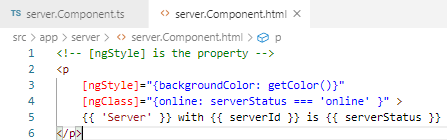 TS server.Component.ts server.Component.html ×
src > app > server > server.Component.html > p
1 <!-- [ngStyle] is the property -->
2 <p
3 [ngStyle]="{backgroundColor: getColor()}"
4 [ngClass]="{online: serverStatus === 'online' }" >
5 {{ 'Server' }} with {{ serverId }} is {{ serverStatus }}
6 </p>